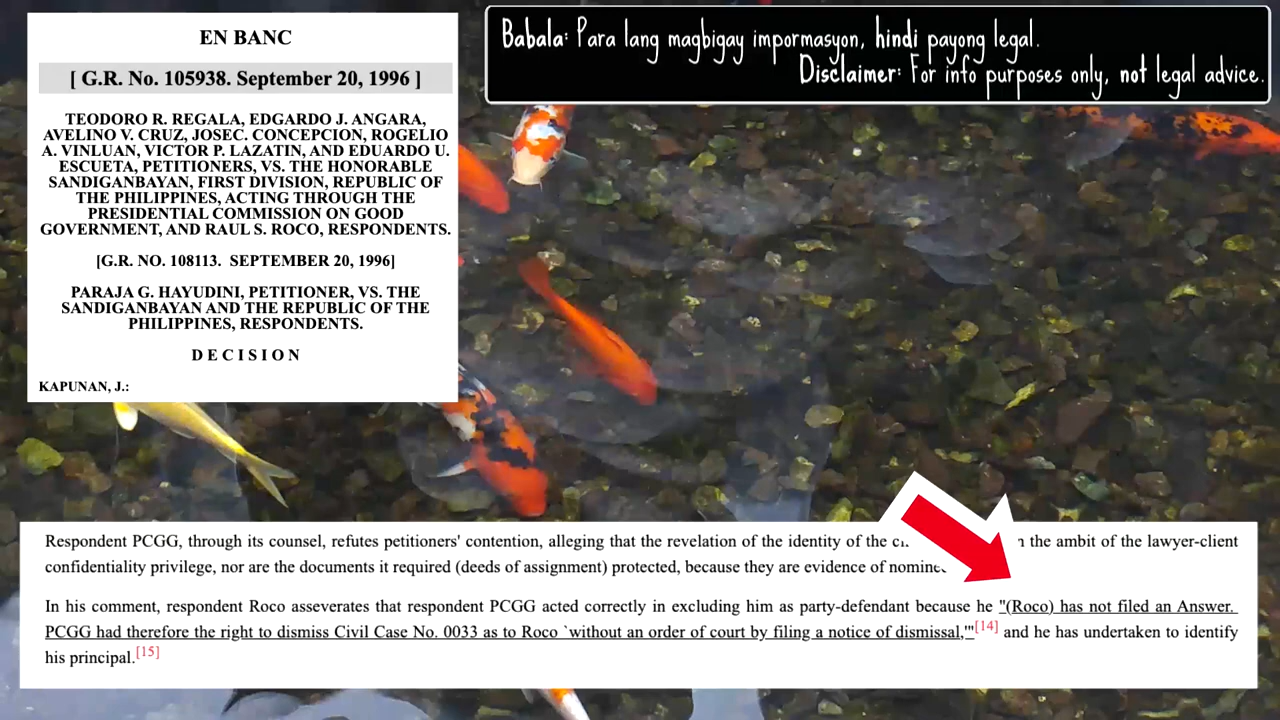 EN BANC
[ G.R. No. 105938. September 20, 1996 ]
TEODORO R. REGALA, EDGARDO J. ANGARA,
AVELINO V. CRUZ, JOSEC. CONCEPCION, ROGELIO
A. VINLUAN, VICTOR P. LAZATIN, AND EDUARDO U.
ESCUETA, PETITIONERS, VS. THE HONORABLE
SANDIGANBAYAN, FIRST DIVISION, REPUBLIC OF
THE PHILIPPINES, ACTING THROUGH THE
PRESIDENTIAL COMMISSION ON GOOD
GOVERNMENT, AND RAUL S. ROCO, RESPONDENTS.
[G.R. NO. 108113. SEPTEMBER 20, 1996]
PARAJA G. HAYUDINI, PETITIONER, VS. THE
SANDIGANBAYAN AND THE REPUBLIC OF THE
PHILIPPINES, RESPONDENTS.
D E C I S I O N
KAPUNAN, J.:
Babala: Para lang magbigay impormasyon, hindi payong legal.
Disclaimer: For info purposes only, not legal advice.
Respondent PCGG, through its counsel, refutes petitioners' contention, alleging that the revelation of the identity of the the ambit of the lawyer-client
confidentiality privilege, nor are the documents it required (deeds of assignment) protected, because they are evidence of
In his comment, respondent Roco asseverates that respondent PCGG acted correctly in excluding him as party-defendant because he "(Roco) has not filed an Answer.
PCGG had therefore the right to dismiss Civil Case No. 0033 as to Roco `without an order of court by filing a notice of dismissal,'"[14] and he has undertaken to identify
his principal.[15]